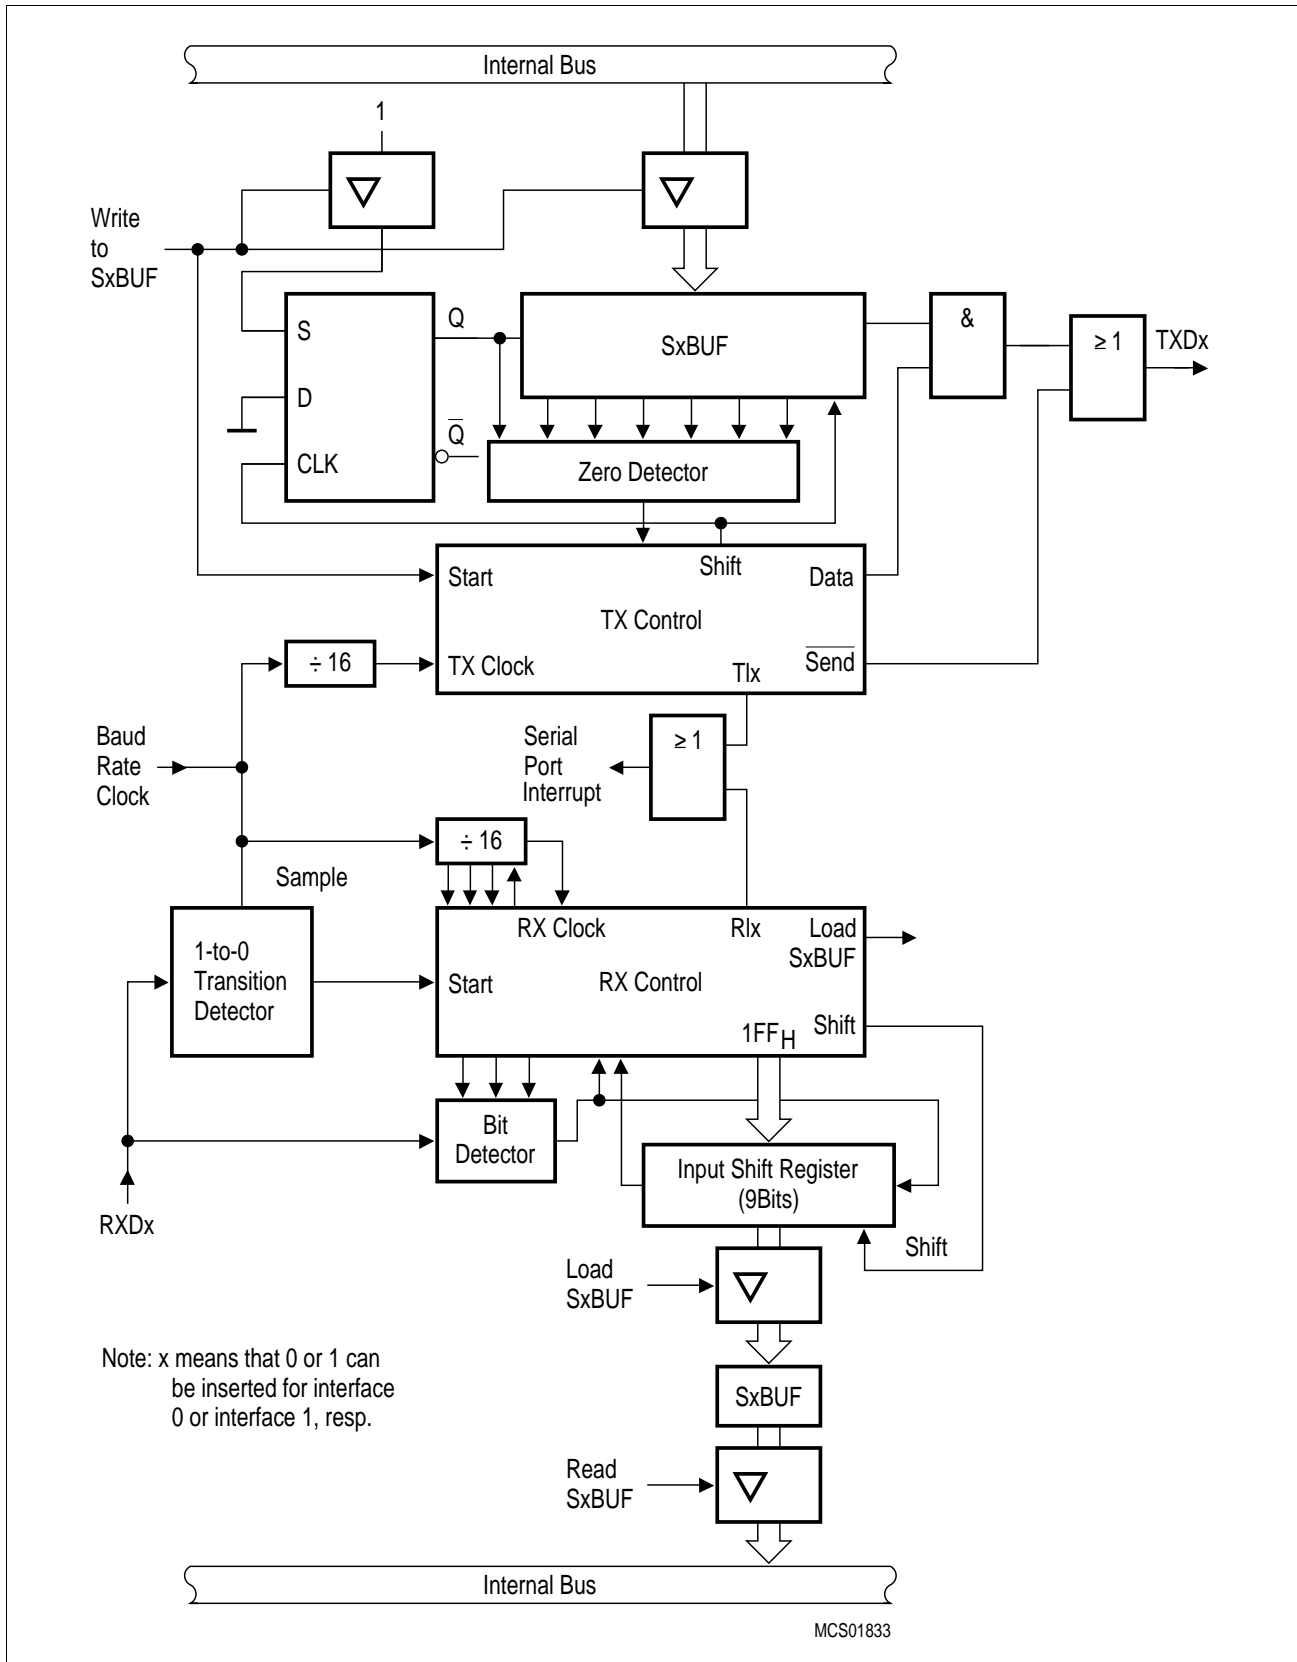 Internal Bus
1
Write
to
SxBUF
S
D
CLK
Q
Q̅
SxBUF
&
≥ 1
TXDx
Zero Detector
Start
Shift
Data
TX Control
÷ 16
TX Clock
TIx
S̅e̅n̅d̅
Baud
Rate
Clock
Serial
Port
Interrupt
≥ 1
÷ 16
Sample
1-to-0
Transition
Detector
RX Clock
RIx
Load
SxBUF
Start
RX Control
1FF H
Shift
Bit
Detector
Input Shift Register
(9Bits)
RXDx
Shift
Load
SxBUF
Note: x means that 0 or 1 can
be inserted for interface
0 or interface 1, resp.
SxBUF
Read
SxBUF
Internal Bus
MCS01833